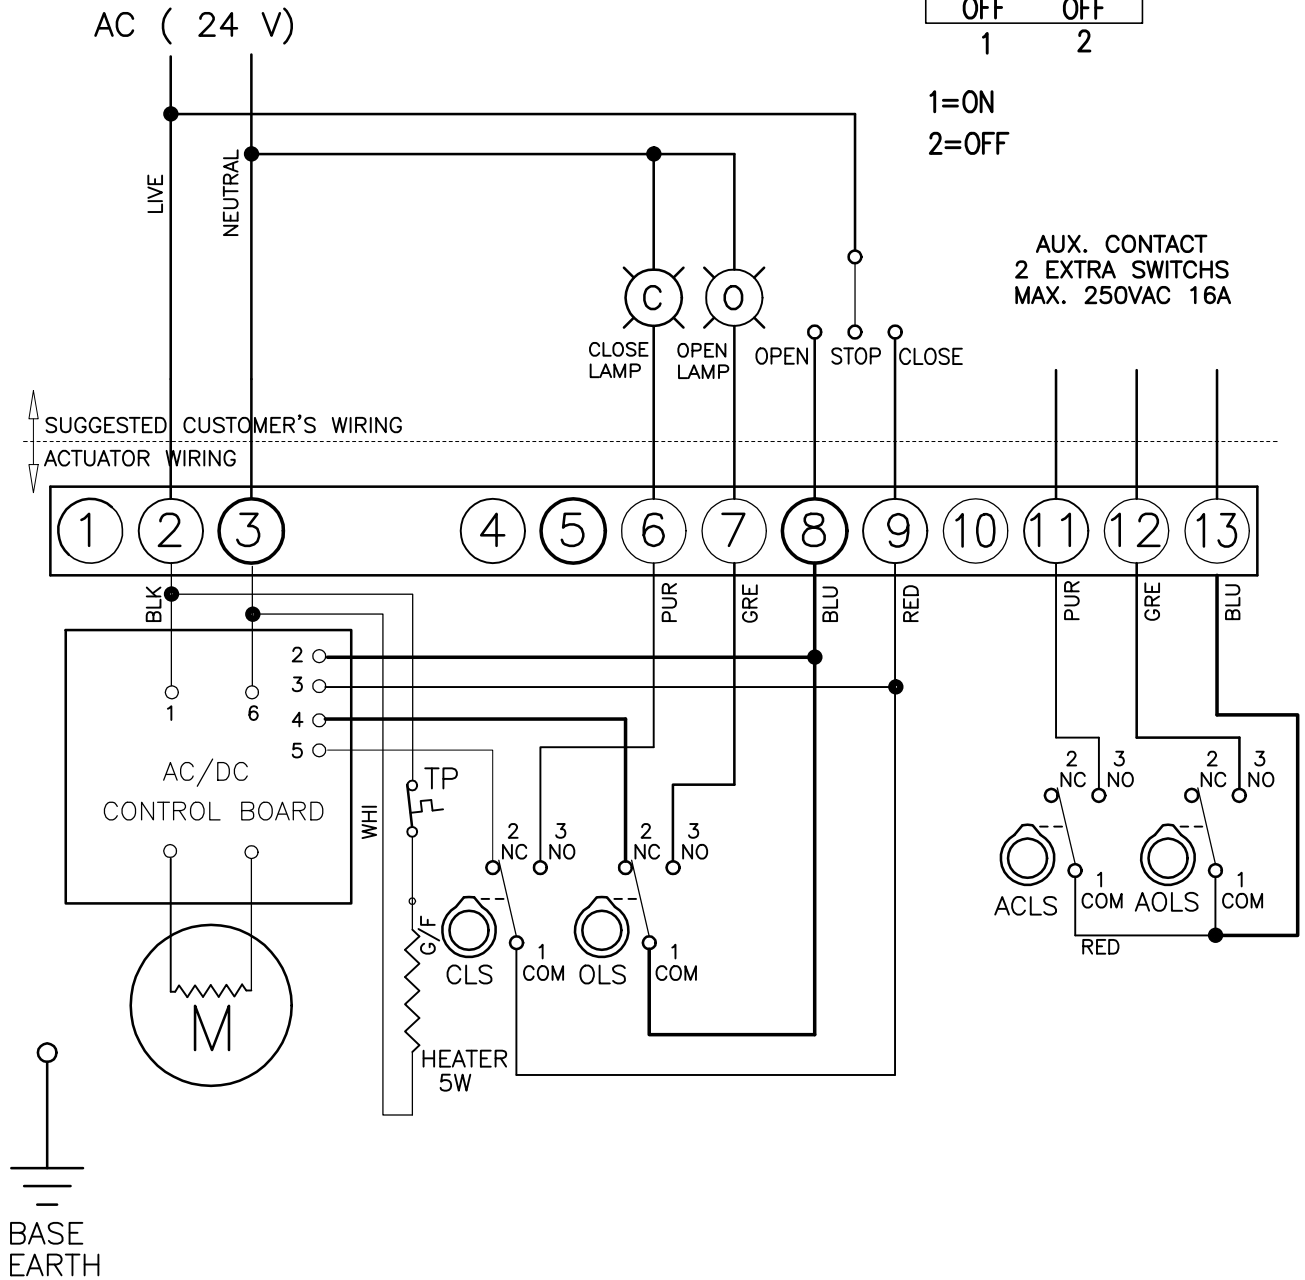 AC ( 24 V)
OFF OFF
1 2
1=ON
2=OFF
LIVE
NEUTRAL
AUX. CONTACT
2 EXTRA SWITCHS
MAX. 250VAC 16A
C O
CLOSE
LAMP
OPEN
LAMP
OPEN STOP CLOSE
SUGGESTED CUSTOMER'S WIRING
ACTUATOR WIRING
1 2 3 4 5 6 7 8 9 10 11 12 13
BLK
PUR
GRE
BLU
RED
PUR
GRE
BLU
2
3
1 6
4
5
AC/DC
CONTROL BOARD
WHI
TP
2
NC
3
NO
2
NC
3
NO
2
NC
3
NO
2
NC
3
NO
G/F
CLS
1
COM
OLS
1
COM
ACLS
1
COM
AOLS
1
COM
RED
M
HEATER
5W
BASE
EARTH